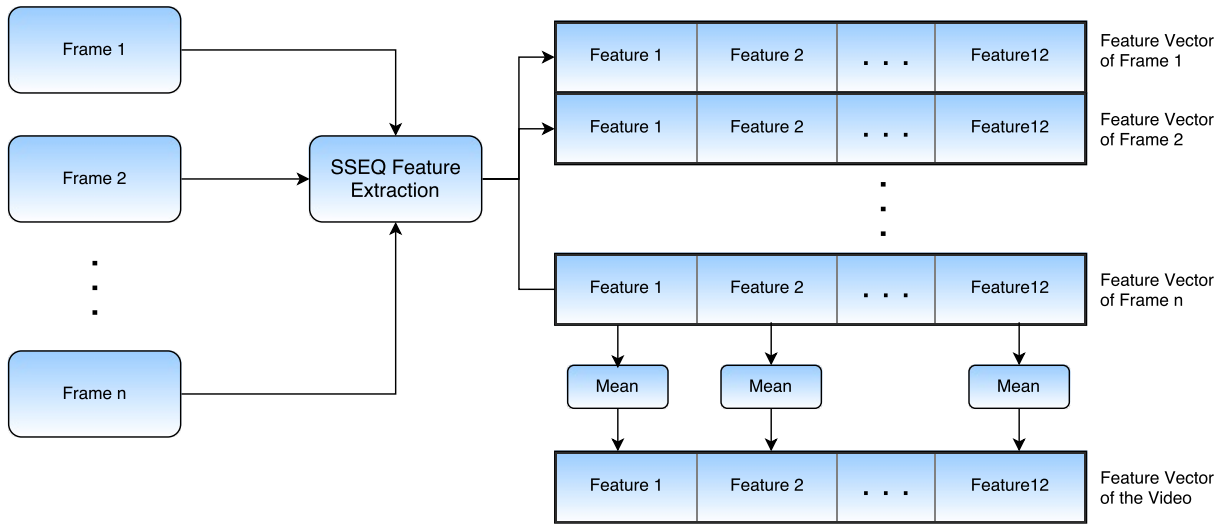 Frame 1
Frame 2
.
.
.
Frame n
SSEQ Feature
Extraction
Feature 1 Feature 2 . . . Feature12
Feature Vector
of Frame 1
Feature 1 Feature 2 . . . Feature12
Feature Vector
of Frame 2
.
.
.
Feature 1 Feature 2 . . . Feature12
Feature Vector
of Frame n
Mean Mean Mean
Feature 1 Feature 2 . . . Feature12
Feature Vector
of the Video